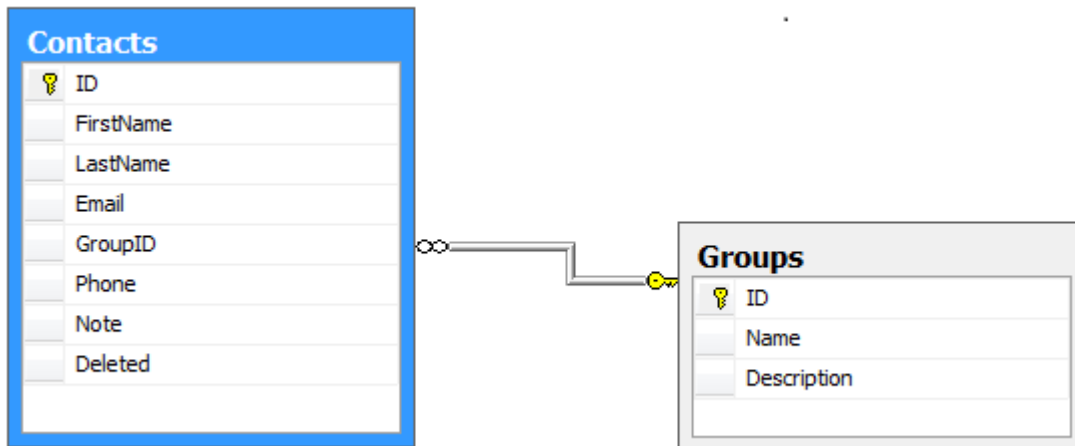 Contacts
ID
FirstName
LastName
Email
GroupID
Phone
Note
Deleted
Groups
ID
Name
Description